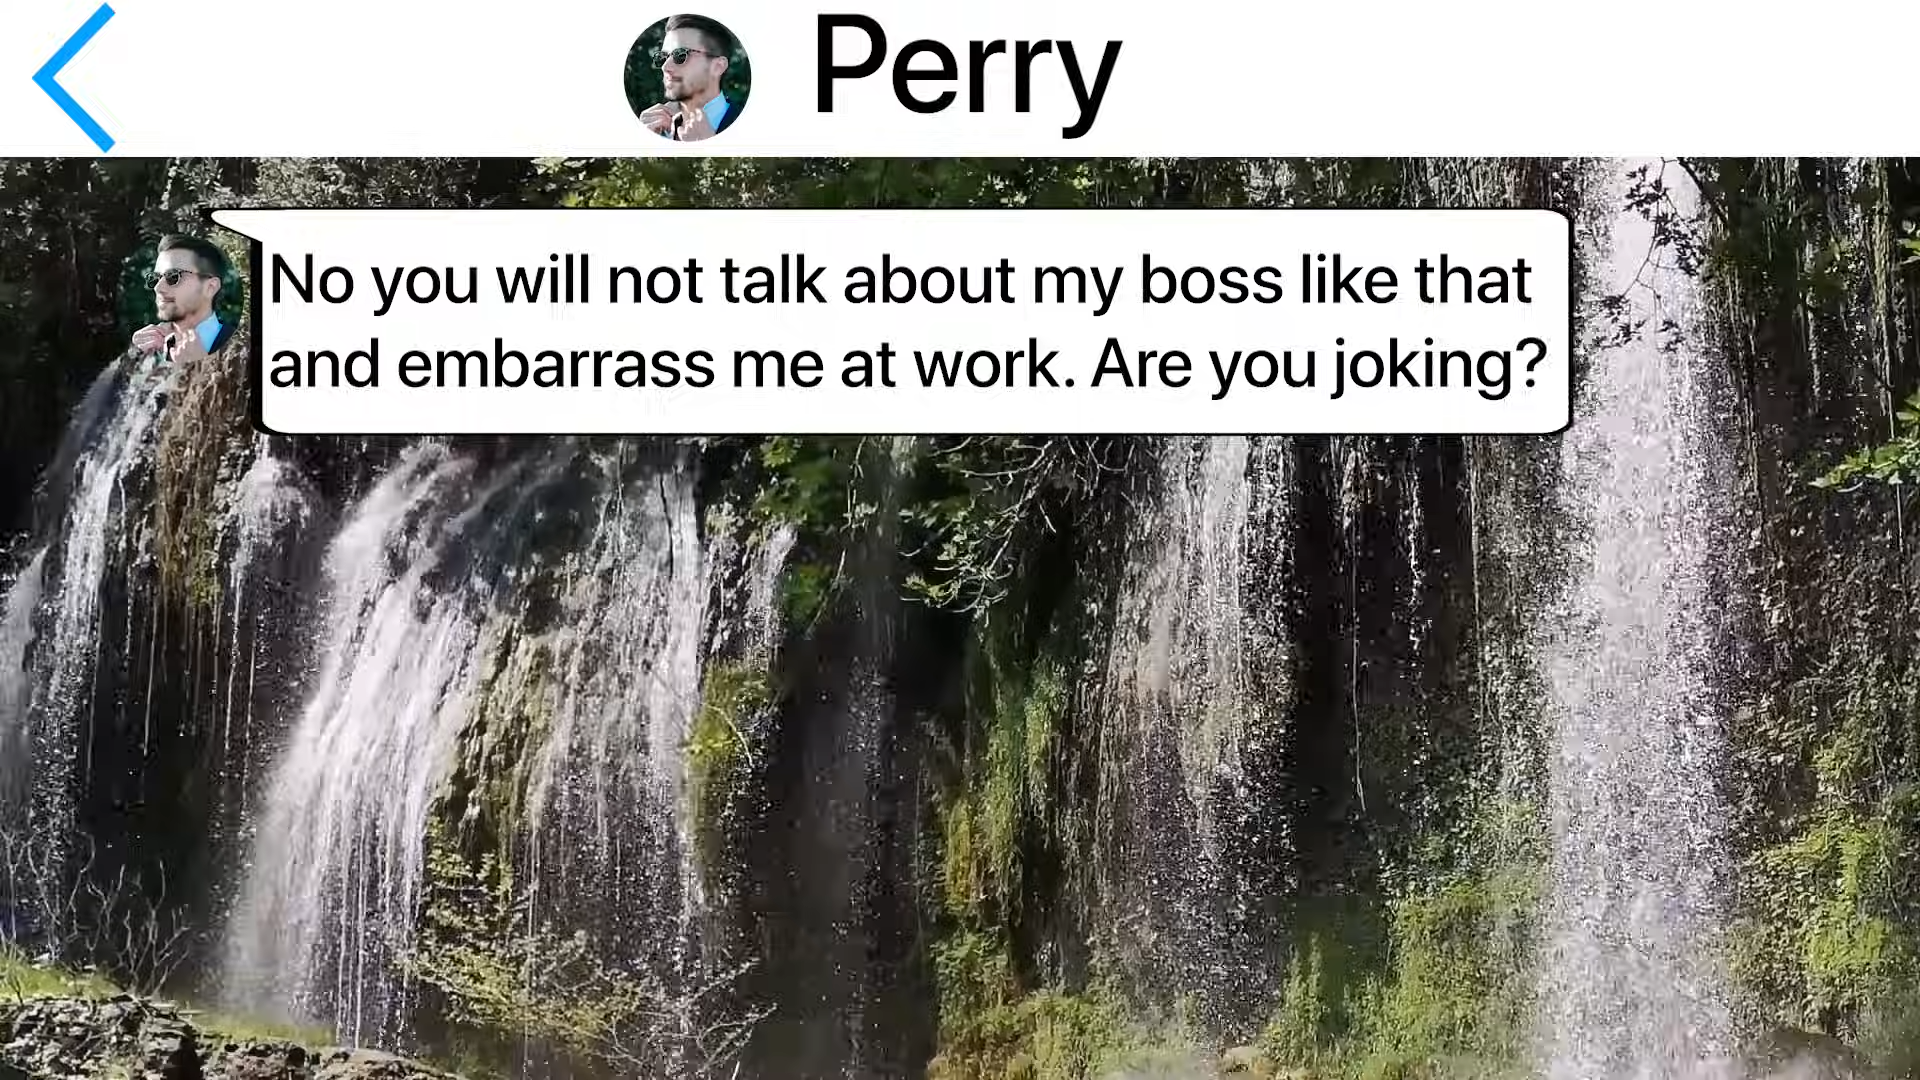 Perry
No you will not talk about my boss like that
and embarrass me at work. Are you joking?